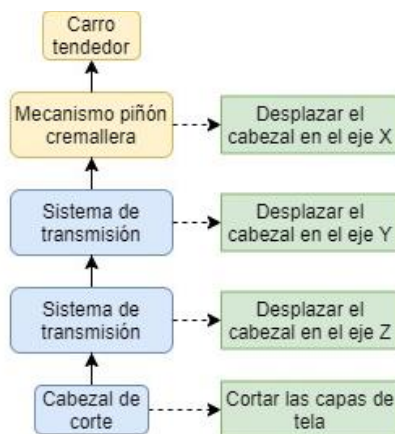 Carro
tendedor
Mecanismo piñón
cremallera
Desplazar el
cabezal en el eje X
Sistema de
transmisión
Desplazar el
cabezal en el eje Y
Sistema de
transmisión
Desplazar el
cabezal en el eje Z
Cabezal de
corte
Cortar las capas de
tela